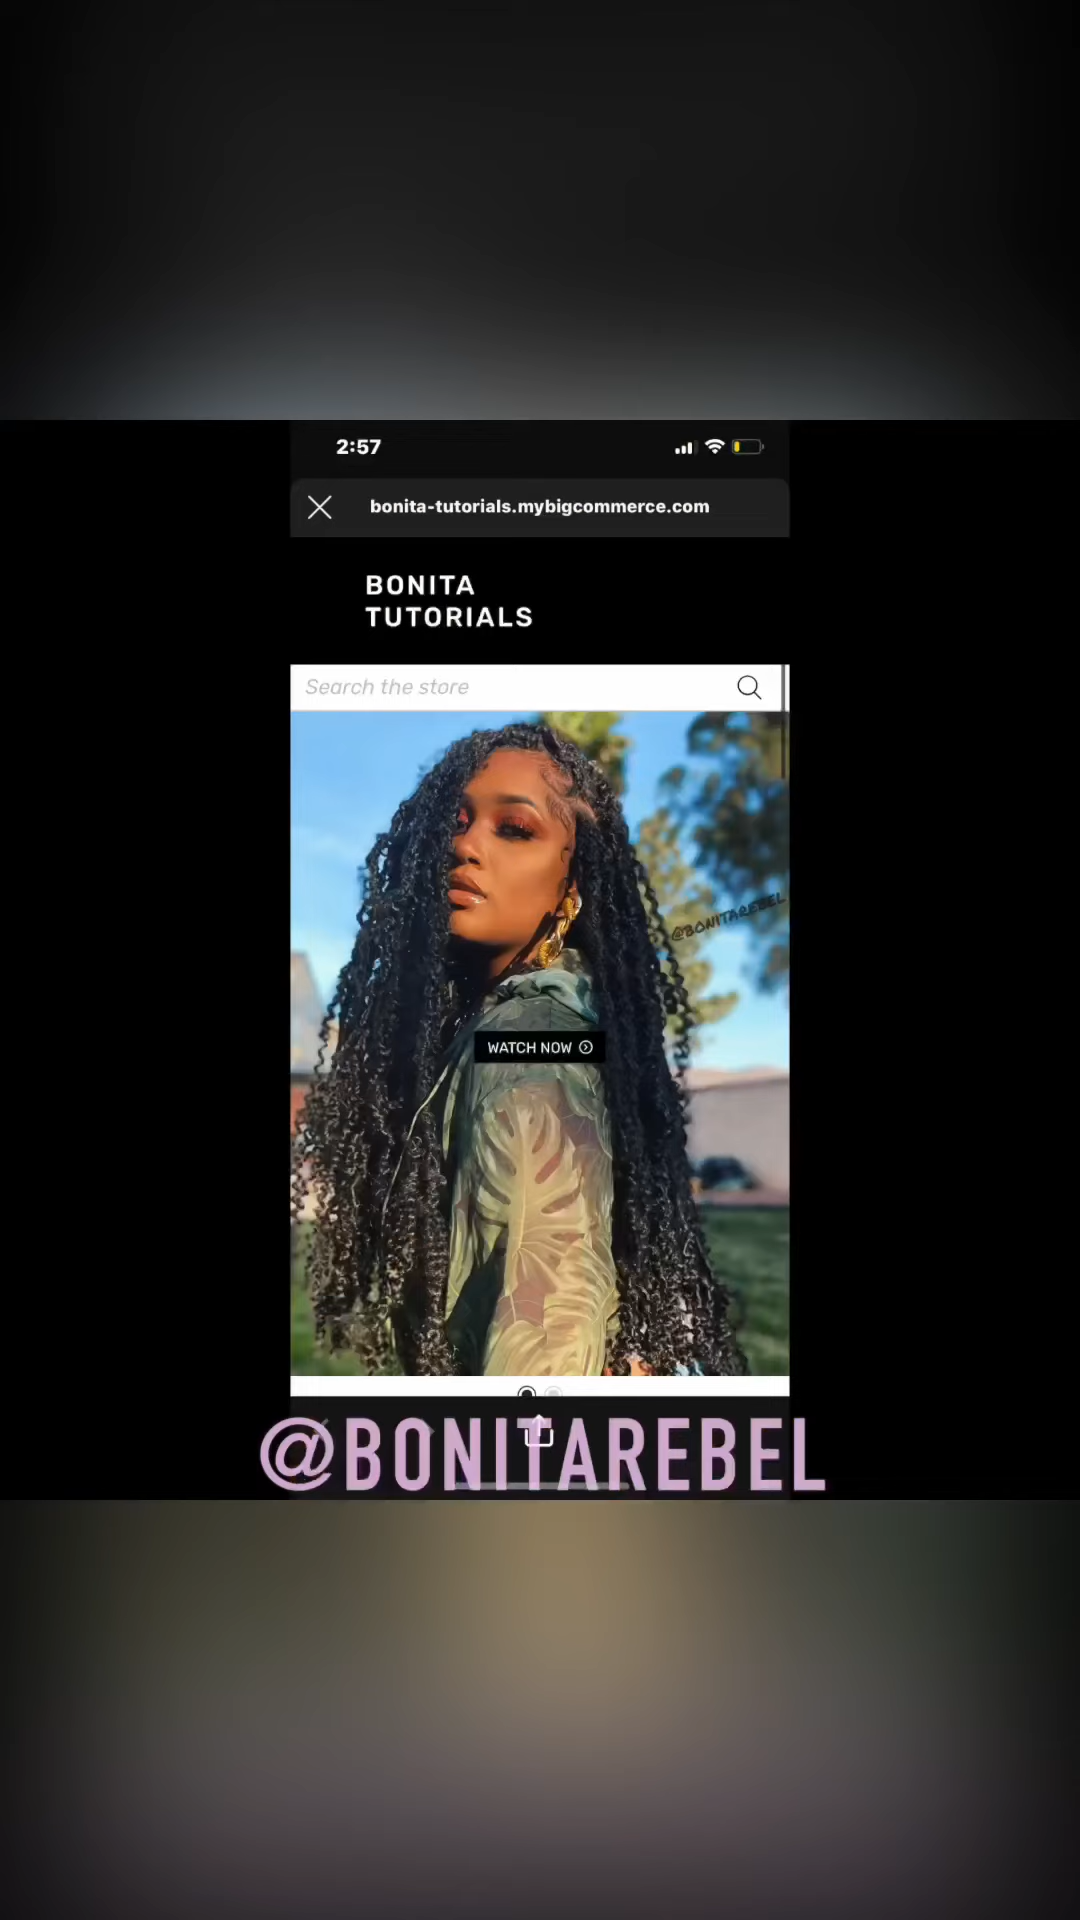 2:57
bonita-tutorials.mybigcommerce.com
BONITA
TUTORIALS
Search the store
@BONITAREBEL
WATCH NOW
@BONITAREBEL